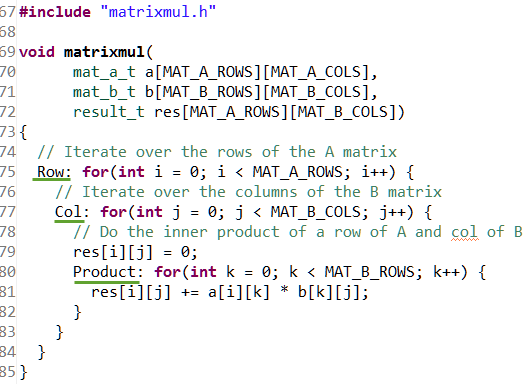 67 #include "matrixmul.h"
68
69 void matrixmul(
70       mat_a_t a[MAT_A_ROWS][MAT_A_COLS],
71       mat_b_t b[MAT_B_ROWS][MAT_B_COLS],
72       result_t res[MAT_A_ROWS][MAT_B_COLS])
73 {
74   // Iterate over the rows of the A matrix
75   Row: for(int i = 0; i < MAT_A_ROWS; i++) {
76     // Iterate over the columns of the B matrix
77     Col: for(int j = 0; j < MAT_B_COLS; j++) {
78       // Do the inner product of a row of A and col of B
79       res[i][j] = 0;
80       Product: for(int k = 0; k < MAT_B_ROWS; k++) {
81         res[i][j] += a[i][k] * b[k][j];
82       }
83     }
84   }
85 }